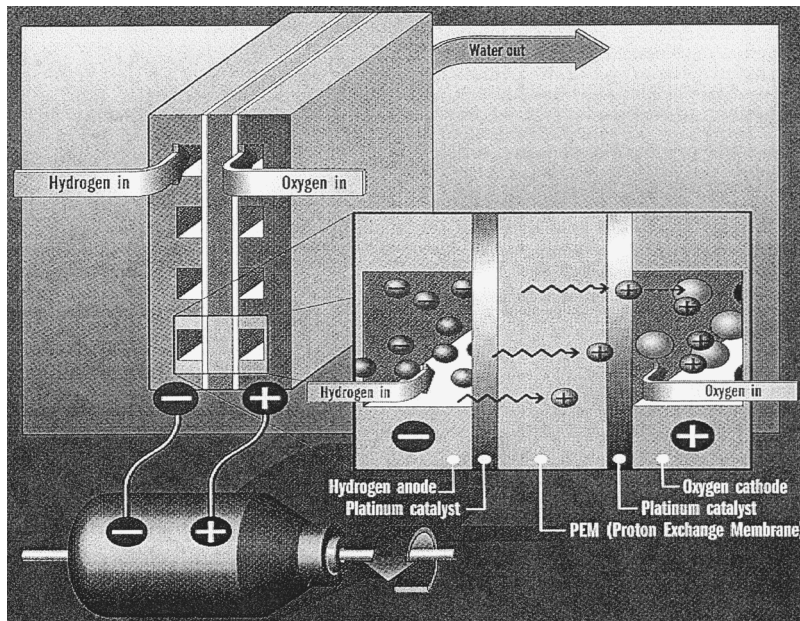 Water out
Hydrogen in
Oxygen in
Hydrogen in
Oxygen in
Hydrogen anode
Platinum catalyst
Oxygen cathode
Platinum catalyst
PEM (Proton Exchange Membrane